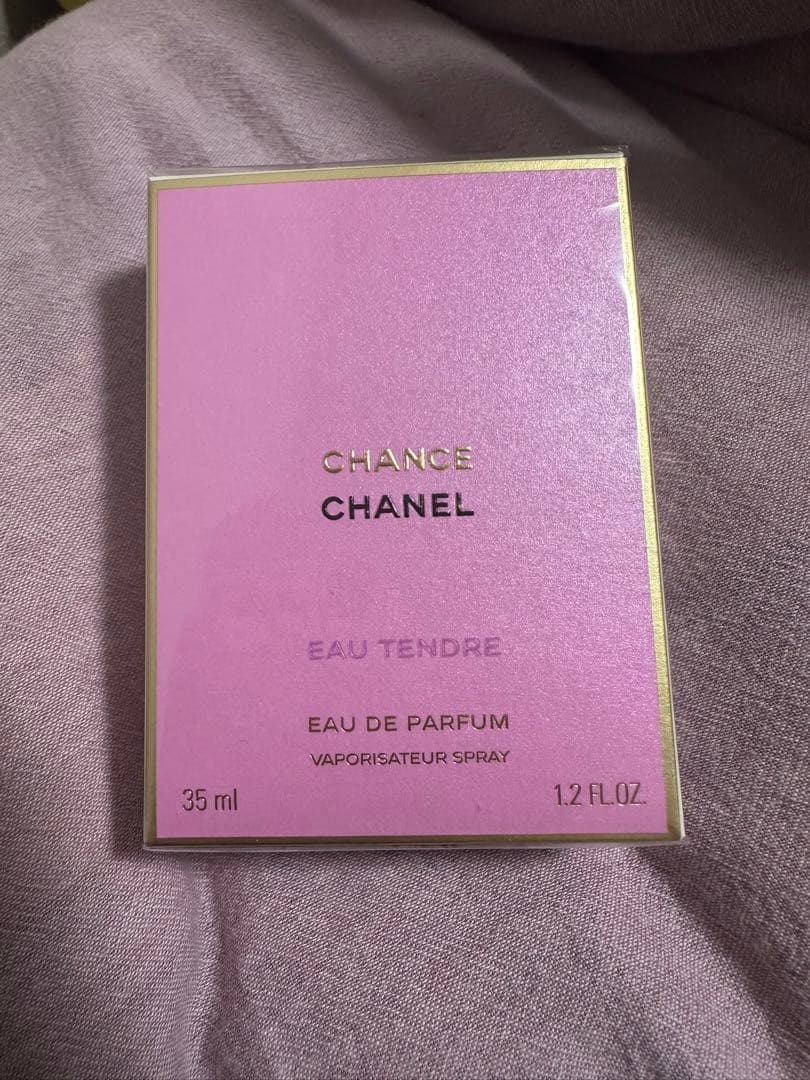 CHANCE
CHANEL
EAU TENDRE
EAU DE PARFUM
VAPORISATEUR SPRAY
35 ml 1.2 FL.OZ.